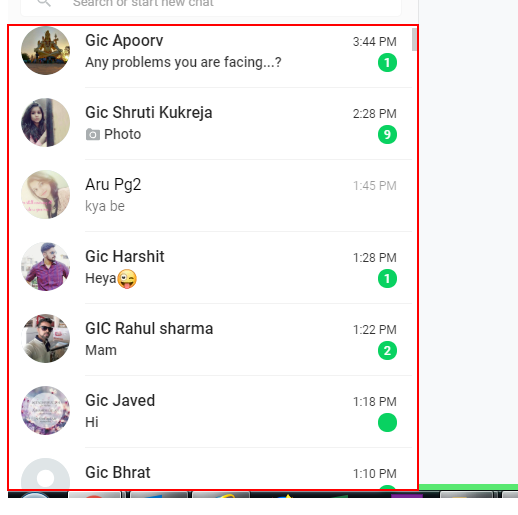 Search or start new chat
Gic Apoorv
3:44 PM
Any problems you are facing...?
1
Gic Shruti Kukreja
2:28 PM
Photo
9
Aru Pg2
1:45 PM
kya be
Gic Harshit
1:28 PM
Heya😜
1
GIC Rahul sharma
1:22 PM
Mam
2
Gic Javed
1:18 PM
Hi
Gic Bhrat
1:10 PM